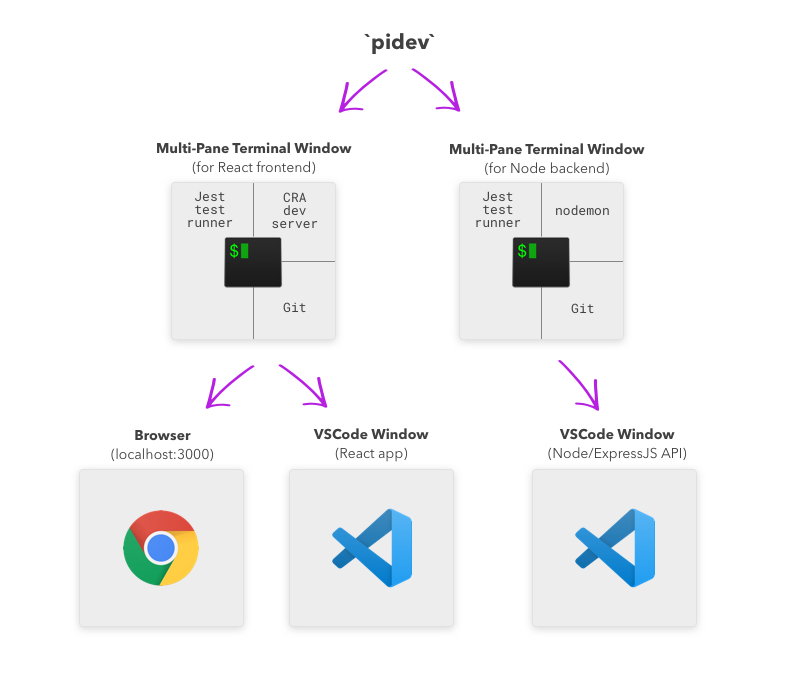 `pidev`
Multi-Pane Terminal Window
(for React frontend)
Jest
test
runner
CRA
dev
server
$
Git
Multi-Pane Terminal Window
(for Node backend)
Jest
test
runner
nodemon
$
Git
Browser
(localhost:3000)
VSCode Window
(React app)
VSCode Window
(Node/ExpressJS API)